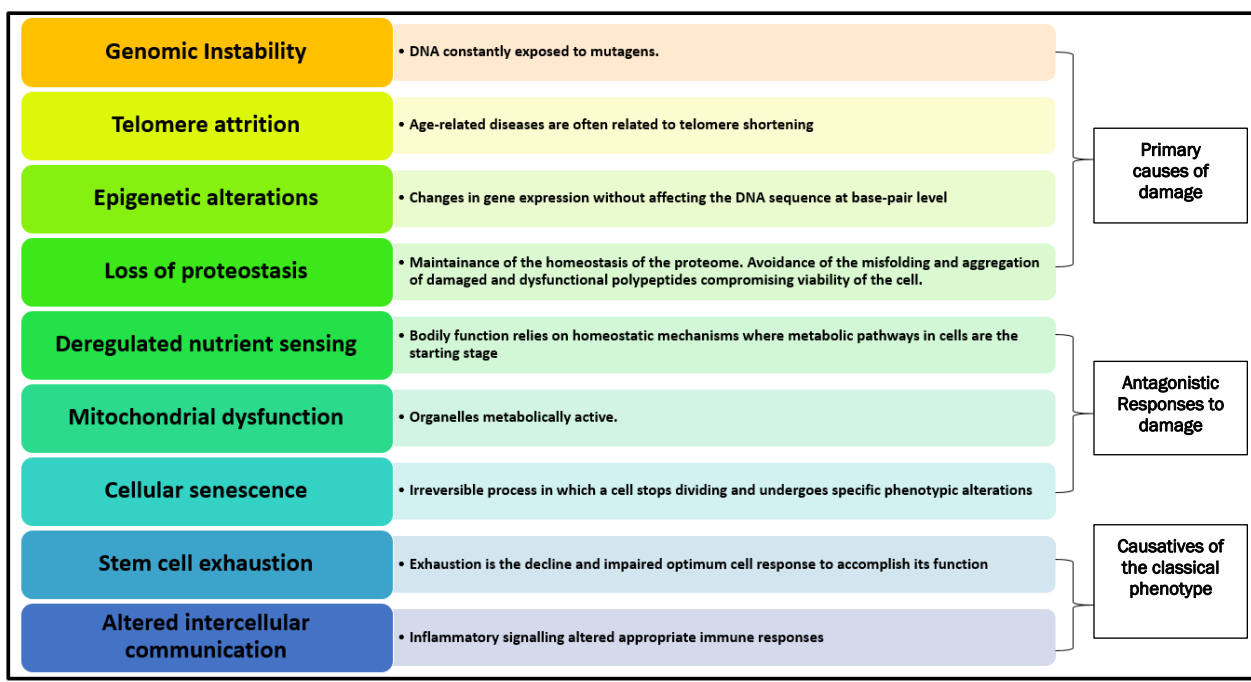 Genomic Instability
• DNA constantly exposed to mutagens.
Telomere attrition
• Age-related diseases are often related to telomere shortening
Epigenetic alterations
• Changes in gene expression without affecting the DNA sequence at base-pair level
Loss of proteostasis
• Maintainance of the homeostasis of the proteome. Avoidance of the misfolding and aggregation
of damaged and dysfunctional polypeptides compromising viability of the cell.
Primary
causes of
damage
Deregulated nutrient sensing
• Bodily function relies on homeostatic mechanisms where metabolic pathways in cells are the
starting stage
Mitochondrial dysfunction
• Organelles metabolically active.
Cellular senescence
• Irreversible process in which a cell stops dividing and undergoes specific phenotypic alterations
Antagonistic
Responses to
damage
Stem cell exhaustion
• Exhaustion is the decline and impaired optimum cell response to accomplish its function
Altered intercellular
communication
• Inflammatory signalling altered appropriate immune responses
Causatives of
the classical
phenotype